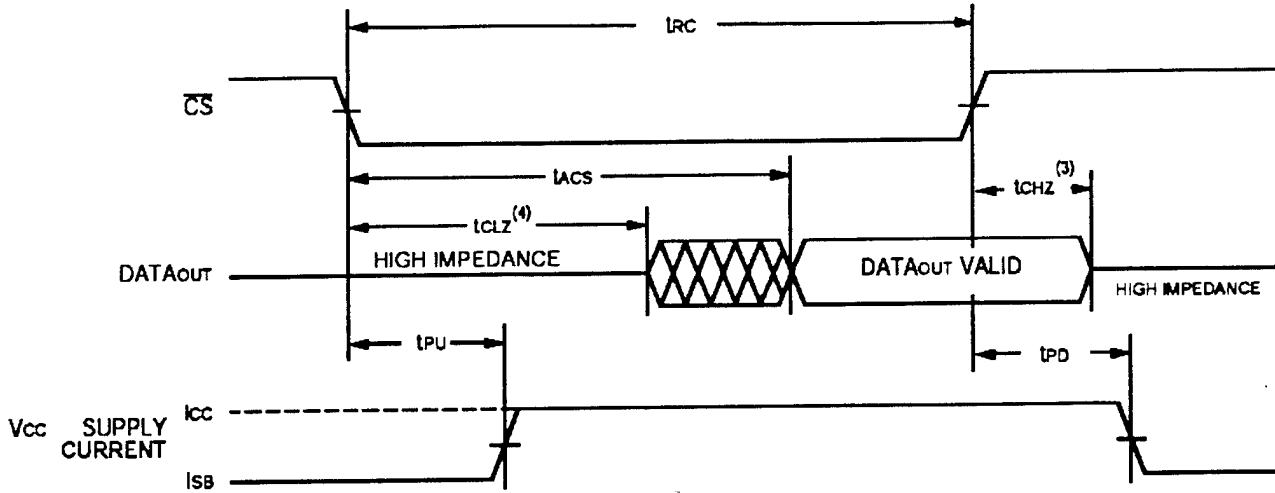 tRC
CS
tACS
tCHZ(3)
tCLZ(4)
DATAOUT
HIGH IMPEDANCE
DATAOUT VALID
HIGH IMPEDANCE
tPU
tPD
VCC SUPPLY CURRENT
ICC
ISB